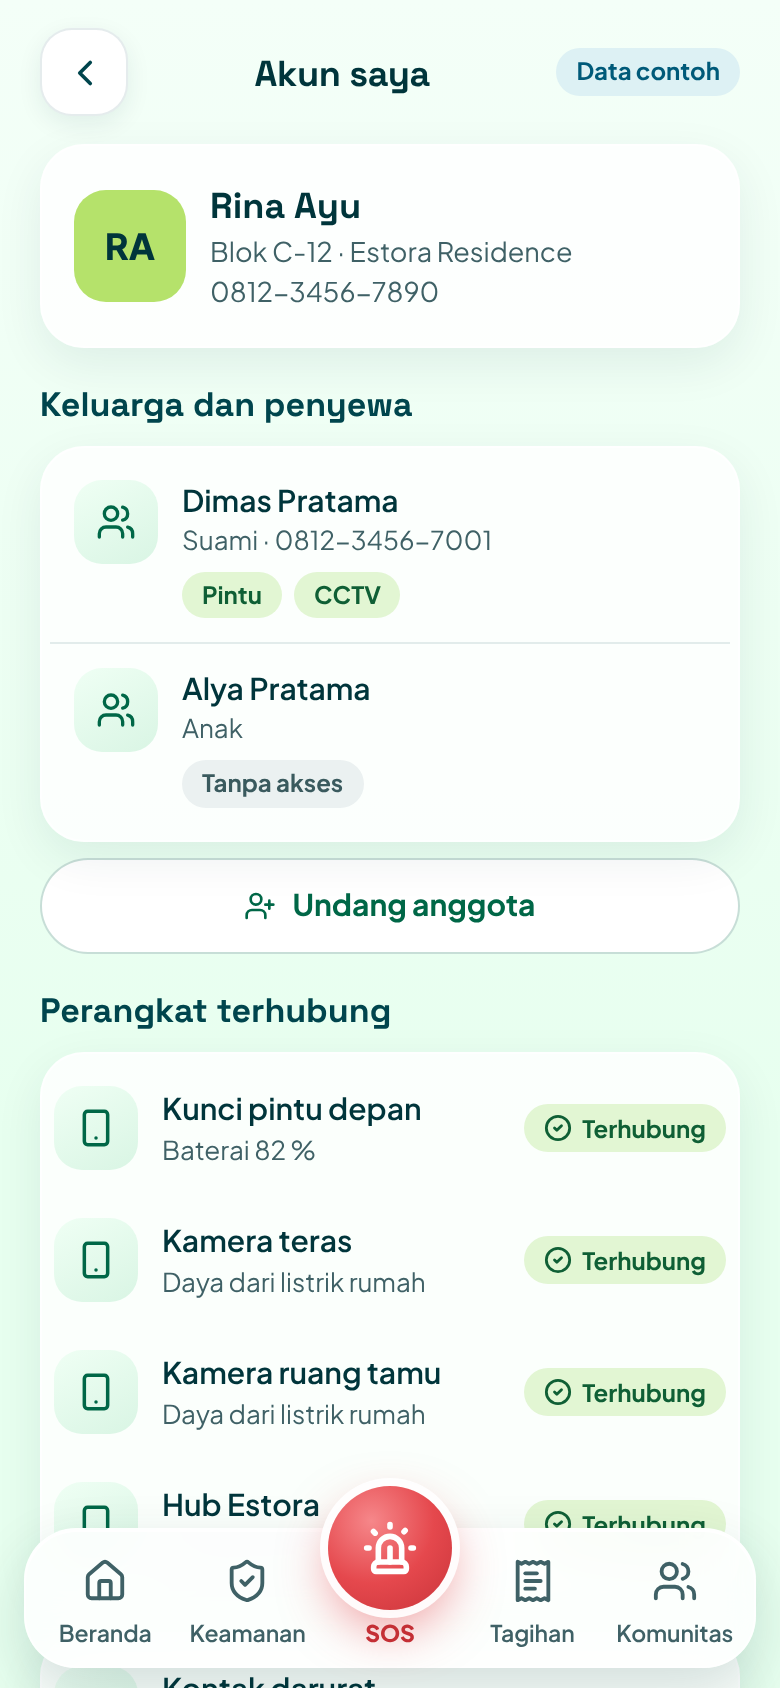 Akun saya
Data contoh
RA
Rina Ayu
Blok C-12 · Estora Residence
0812-3456-7890
Keluarga dan penyewa
Dimas Pratama
Suami · 0812-3456-7001
Pintu
CCTV
Alya Pratama
Anak
Tanpa akses
Undang anggota
Perangkat terhubung
Kunci pintu depan
Baterai 82 %
Terhubung
Kamera teras
Daya dari listrik rumah
Terhubung
Kamera ruang tamu
Daya dari listrik rumah
Terhubung
Hub Estora
Terhubung
Beranda
Keamanan
SOS
Tagihan
Komunitas
Kontak darurat